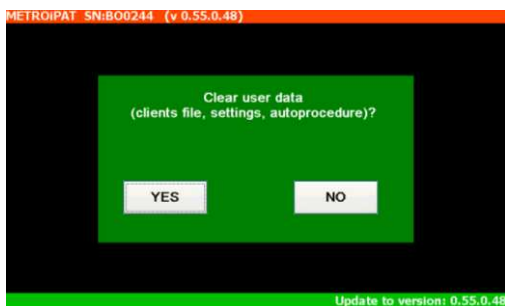 METROiPAT SN:BO0244 (v 0.55.0.48)
Clear user data
(clients file, settings, autoprocedure)?
YES
NO
Update to version: 0.55.0.48